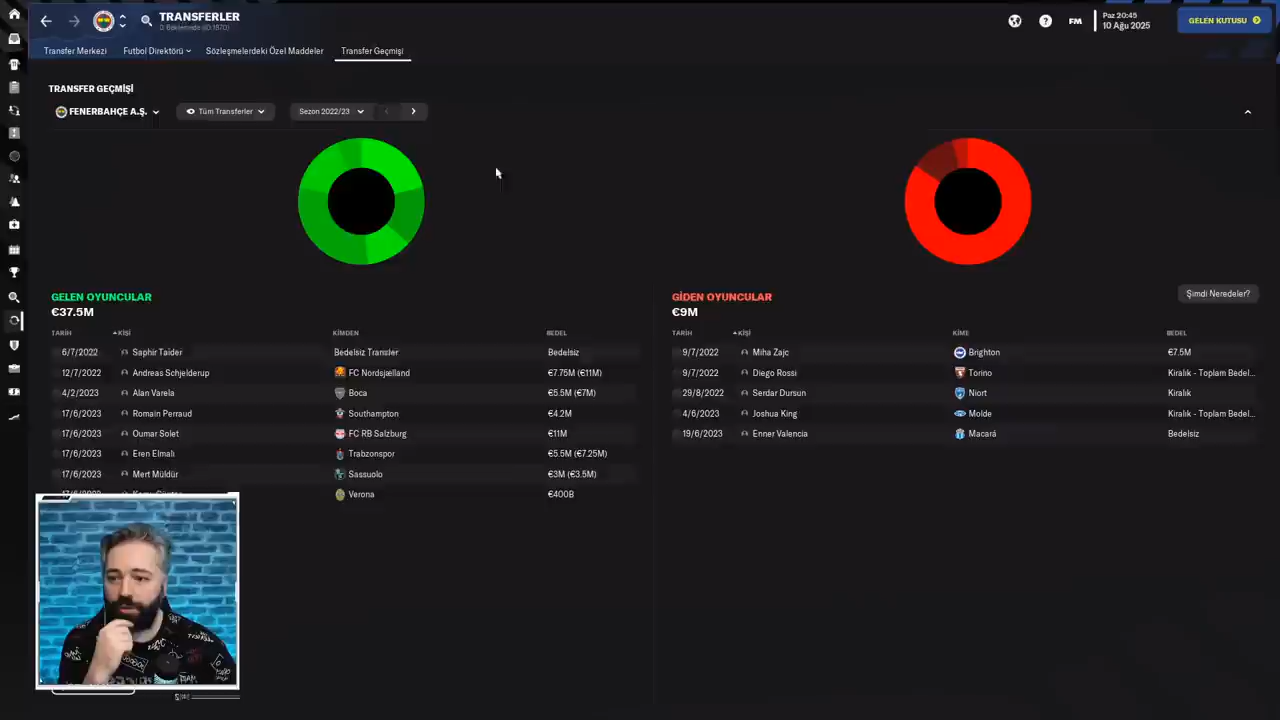 TRANSFERLER
Paz 20:45
10 Ağu 2025
FM
GELEN KUTUSU
Transfer Merkezi
Futbol Direktörü
Sözleşmelerdeki Özel Maddeler
Transfer Geçmişi
TRANSFER GEÇMİŞİ
FENERBAHÇE A.Ş.
Tüm Transferler
Sezon 2022/23
GELEN OYUNCULAR
€37.5M
TARİH KİŞİ KİMDEN BEDEL
6/7/2022 Saphir Taider Bedelsiz Transfer Bedelsiz
12/7/2022 Andreas Schjelderup FC Nordsjælland €7.75M (€11M)
4/2/2023 Alan Varela Boca €5.5M (€7M)
17/6/2023 Romain Perraud Southampton €4.2M
17/6/2023 Oumar Solet FC RB Salzburg €11M
17/6/2023 Eren Elmalı Trabzonspor €5.5M (€7.25M)
17/6/2023 Mert Müldür Sassuolo €3M (€3.5M)
Verona €400B
GİDEN OYUNCULAR
Şimdi Neredeler?
€9M
TARİH KİŞİ KİME BEDEL
9/7/2022 Miha Zajc Brighton €7.5M
9/7/2022 Diego Rossi Torino Kiralık - Toplam Bedel...
29/8/2022 Serdar Dursun Niort Kiralık
4/6/2023 Joshua King Molde Kiralık - Toplam Bedel...
19/6/2023 Enner Valencia Macará Bedelsiz